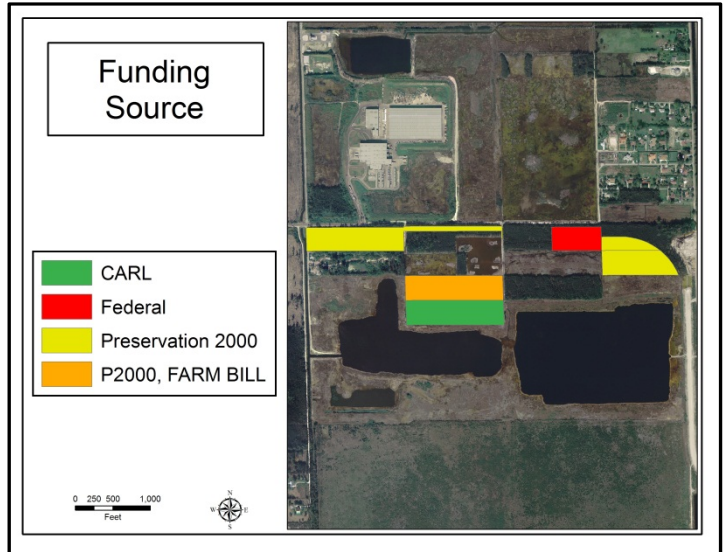 Funding
Source
CARL
Federal
Preservation 2000
P2000, FARM BILL
0 250 500 1,000
Feet
N
W E
S